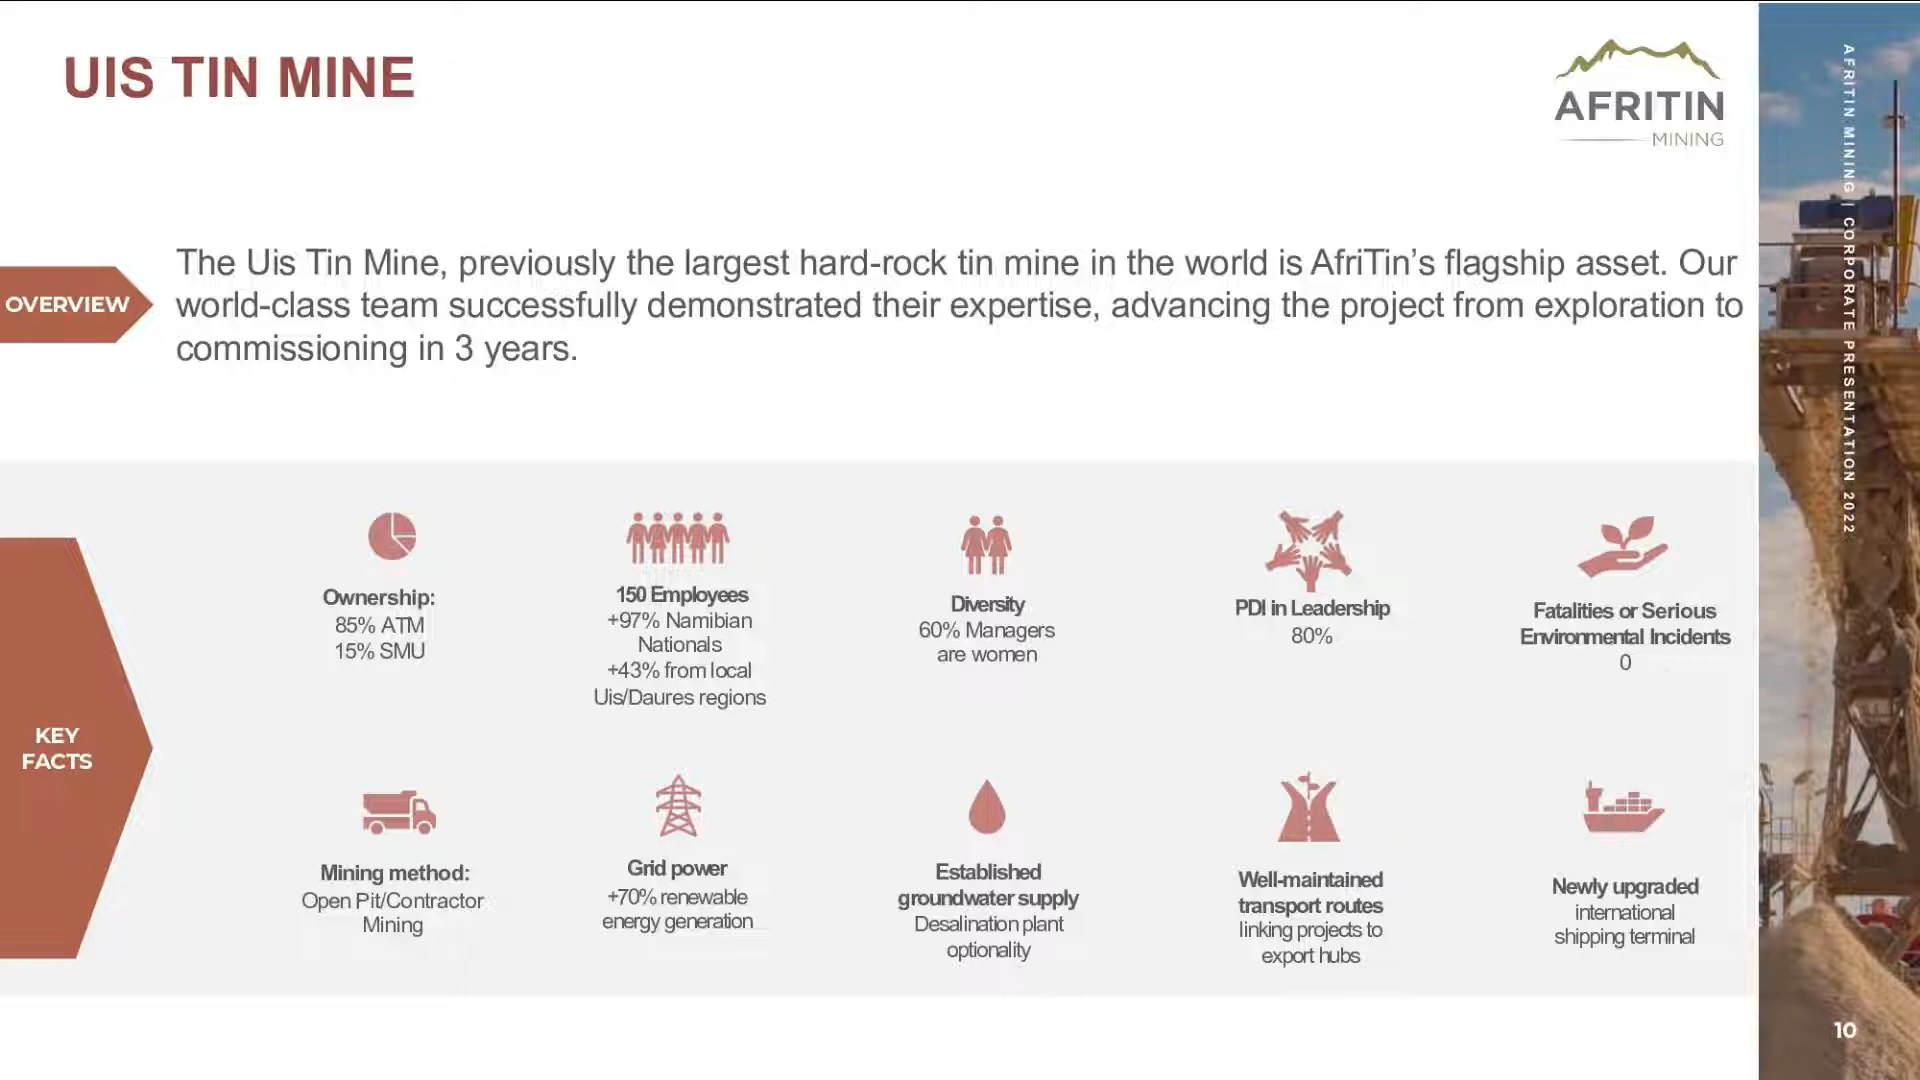 UIS TIN MINE
AFRITIN
MINING
OVERVIEW
The Uis Tin Mine, previously the largest hard-rock tin mine in the world is AfriTin’s flagship asset. Our
world-class team successfully demonstrated their expertise, advancing the project from exploration to
commissioning in 3 years.
KEY
FACTS
Ownership:
85% ATM
15% SMU
150 Employees
+97% Namibian
Nationals
+43% from local
Uis/Daures regions
Diversity
60% Managers
are women
PDI in Leadership
80%
Fatalities or Serious
Environmental Incidents
0
Mining method:
Open Pit/Contractor
Mining
Grid power
+70% renewable
energy generation
Established
groundwater supply
Desalination plant
optionality
Well-maintained
transport routes
linking projects to
export hubs
Newly upgraded
international
shipping terminal
AFRITIN MINING | CORPORATE PRESENTATION 2022
10